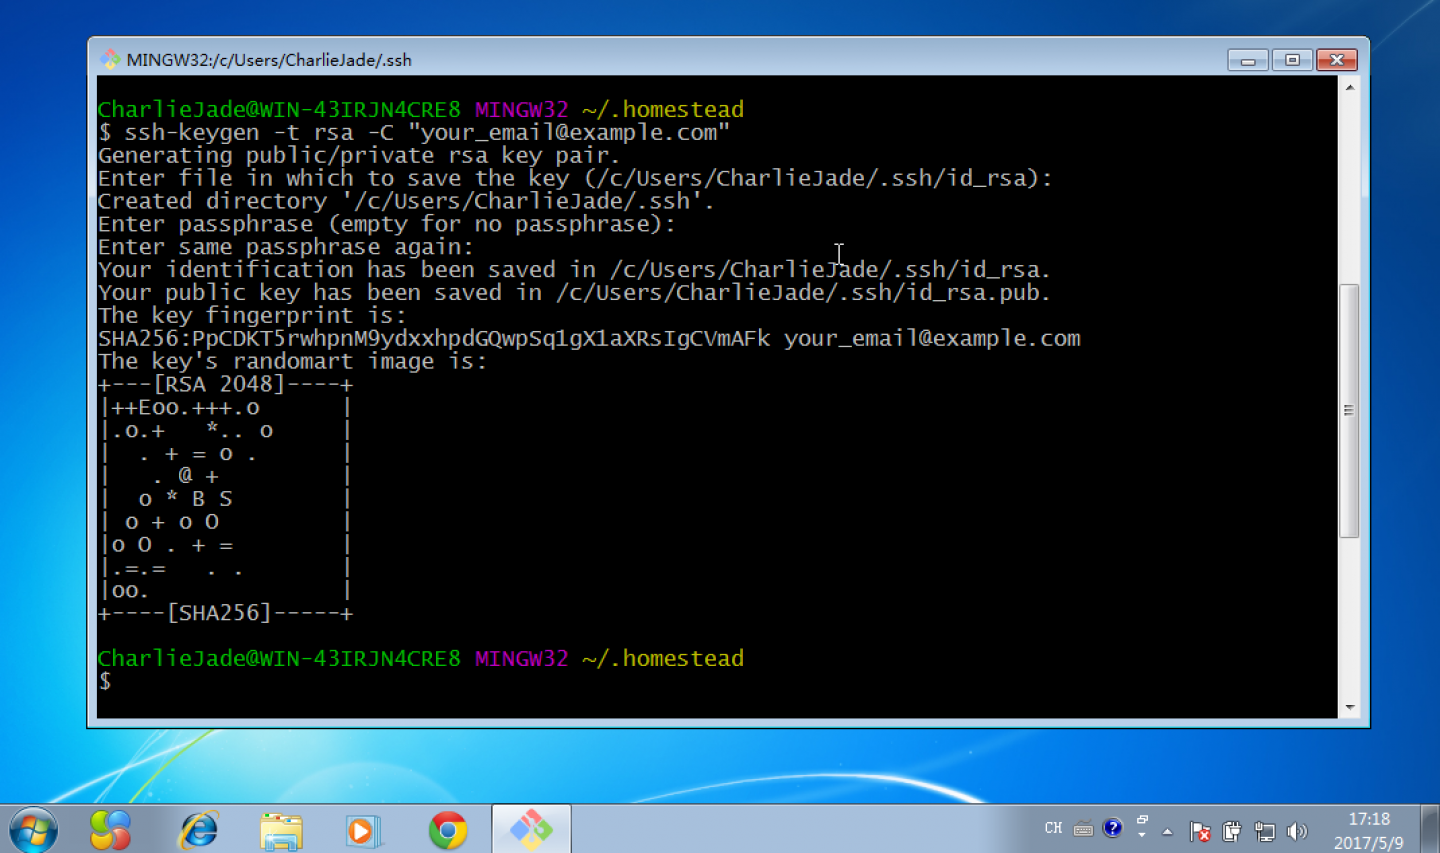 MINGW32:/c/Users/CharlieJade/.ssh
CharlieJade@WIN-43IRJN4CRE8 MINGW32 ~/.homestead
$ ssh-keygen -t rsa -C "your_email@example.com"
Generating public/private rsa key pair.
Enter file in which to save the key (/c/Users/CharlieJade/.ssh/id_rsa):
Created directory '/c/Users/CharlieJade/.ssh'.
Enter passphrase (empty for no passphrase):
Enter same passphrase again:
Your identification has been saved in /c/Users/CharlieJade/.ssh/id_rsa.
Your public key has been saved in /c/Users/CharlieJade/.ssh/id_rsa.pub.
The key fingerprint is:
SHA256:PpCDKT5rwhpnM9ydxxhpdGQwpSq1gX1aXRsIgCVmAFk your_email@example.com
The key's randomart image is:
+---[RSA 2048]----+
|++Eoo.+++.o      |
|.o.+   *.. o     |
|  . + = o .      |
|   . @ +         |
|  o * B S        |
| o + o O         |
|o O . + =        |
|.=.=   . .       |
|oo.              |
+----[SHA256]-----+
CharlieJade@WIN-43IRJN4CRE8 MINGW32 ~/.homestead
$
CH
17:18
2017/5/9